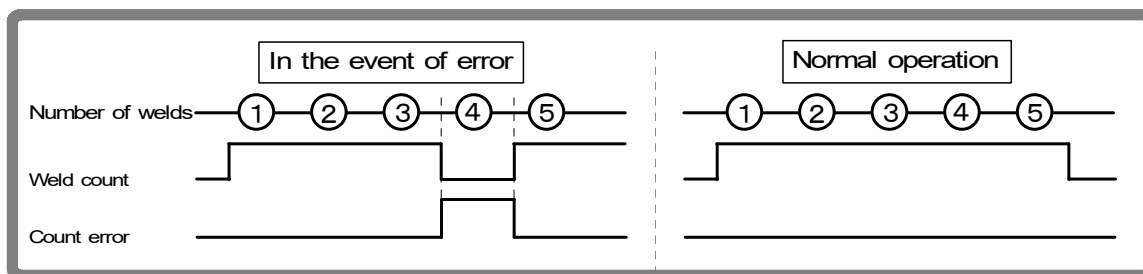 In the event of error
Normal operation
Number of welds 1 2 3 4 5 1 2 3 4 5
Weld count
Count error